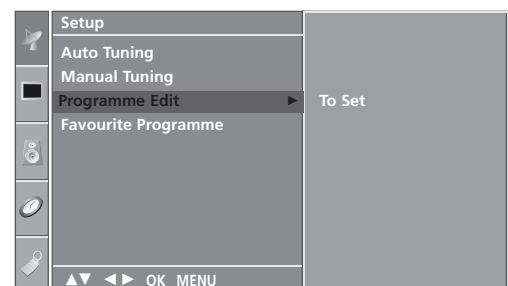 Setup
Auto Tuning
Manual Tuning
Programme Edit ► To Set
Favourite Programme
▲▼ ◄► OK MENU